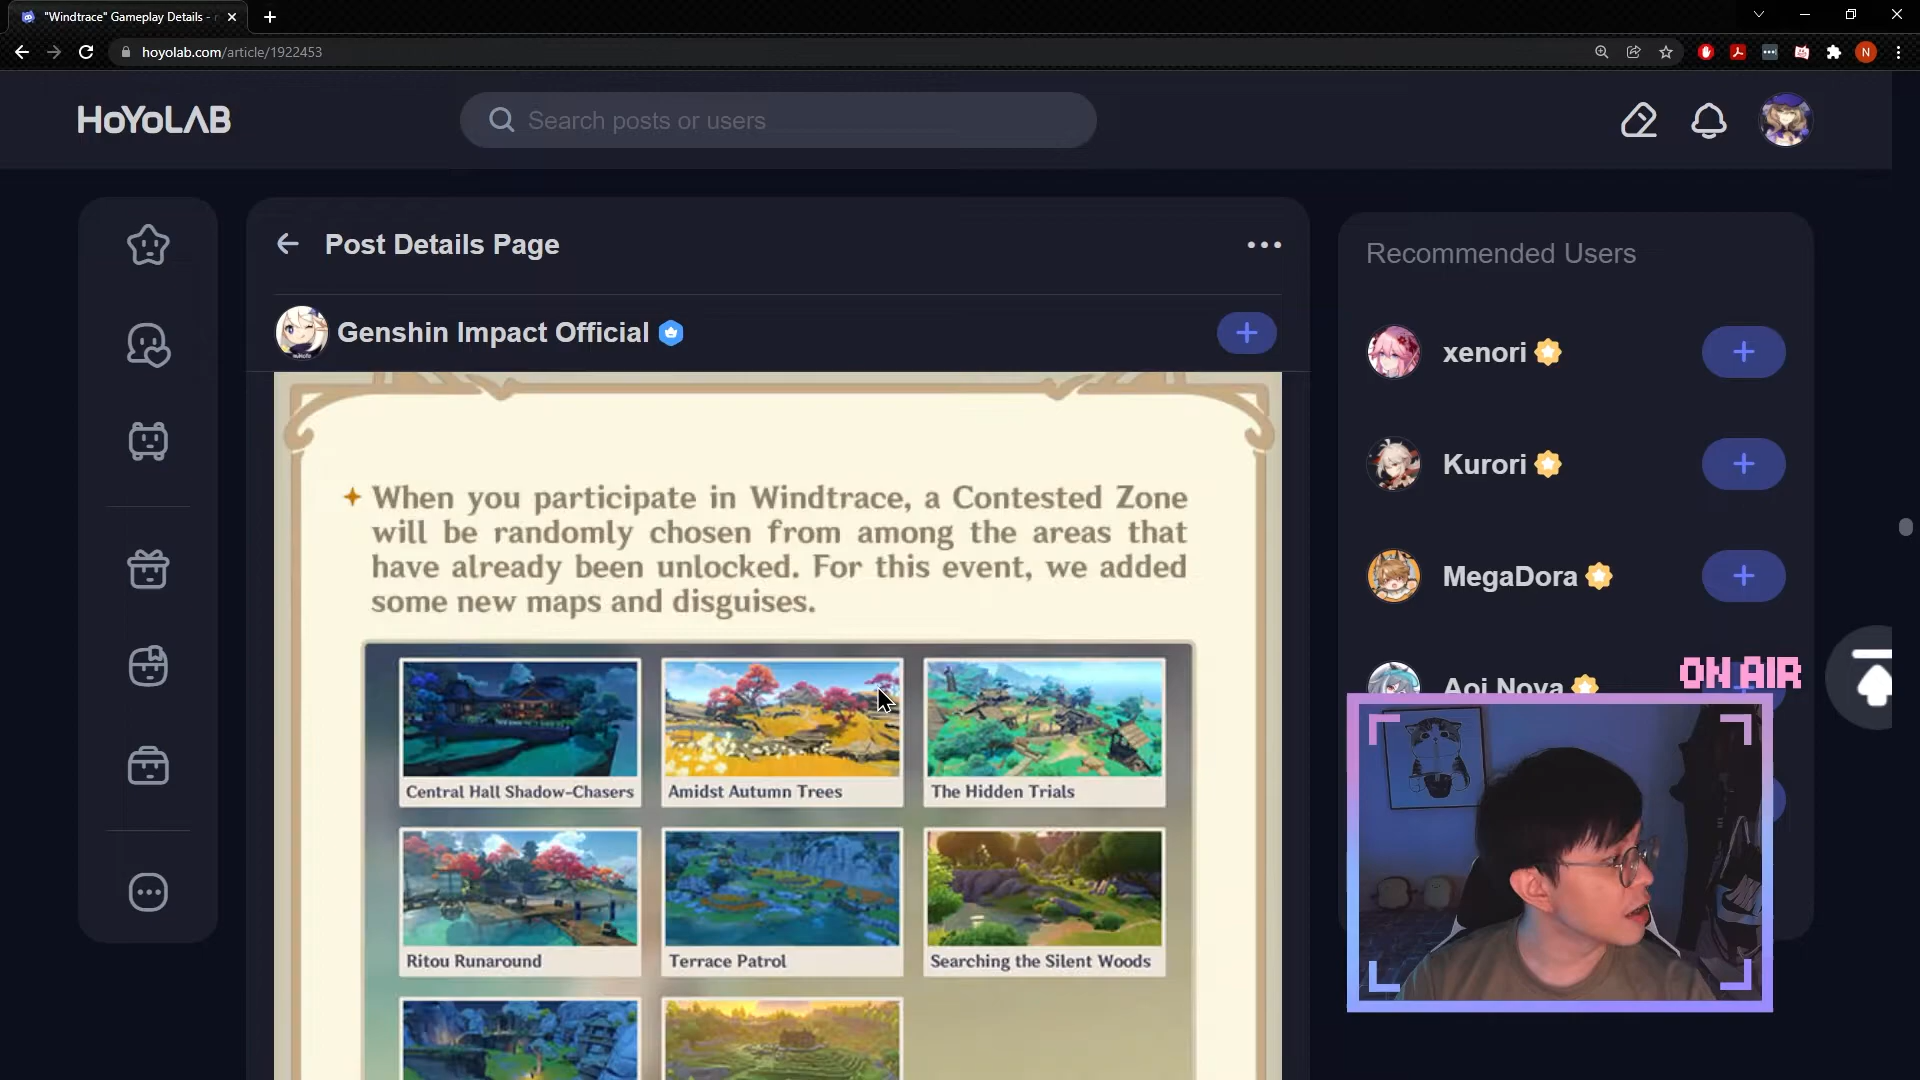 "Windtrace" Gameplay Details -
hoyolab.com/article/1922453
N
HoYoLAB
Search posts or users
Post Details Page
Genshin Impact Official
When you participate in Windtrace, a Contested Zone
will be randomly chosen from among the areas that
have already been unlocked. For this event, we added
some new maps and disguises.
Central Hall Shadow-Chasers
Amidst Autumn Trees
The Hidden Trials
Ritou Runaround
Terrace Patrol
Searching the Silent Woods
Recommended Users
xenori
Kurori
MegaDora
Aoi Nova
ON AIR